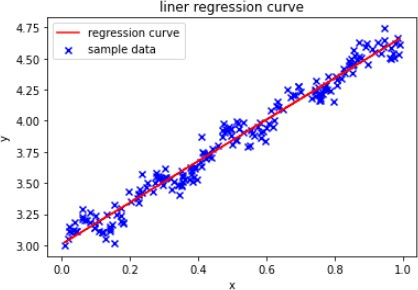 liner regression curve
regression curve
sample data
4.75
4.50
4.25
4.00
3.75
3.50
3.25
3.00
y
0.0 0.2 0.4 0.6 0.8 1.0
x